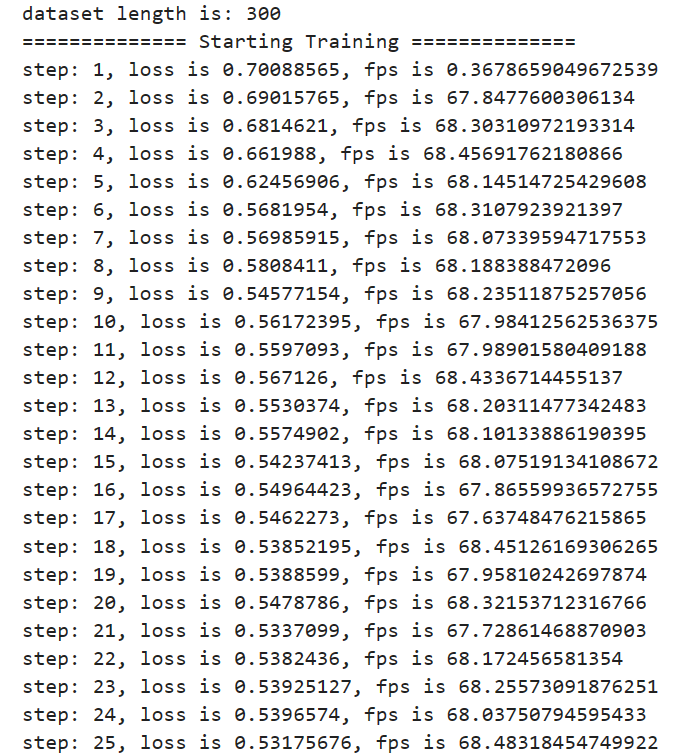 dataset length is: 300
============== Starting Training ==============
step: 1, loss is 0.70088565, fps is 0.3678659049672539
step: 2, loss is 0.69015765, fps is 67.8477600306134
step: 3, loss is 0.6814621, fps is 68.30310972193314
step: 4, loss is 0.661988, fps is 68.45691762180866
step: 5, loss is 0.62456906, fps is 68.14514725429608
step: 6, loss is 0.5681954, fps is 68.3107923921397
step: 7, loss is 0.56985915, fps is 68.07339594717553
step: 8, loss is 0.5808411, fps is 68.188388472096
step: 9, loss is 0.54577154, fps is 68.23511875257056
step: 10, loss is 0.56172395, fps is 67.98412562536375
step: 11, loss is 0.5597093, fps is 67.98901580409188
step: 12, loss is 0.567126, fps is 68.4336714455137
step: 13, loss is 0.5530374, fps is 68.20311477342483
step: 14, loss is 0.5574902, fps is 68.10133886190395
step: 15, loss is 0.54237413, fps is 68.07519134108672
step: 16, loss is 0.54964423, fps is 67.86559936572755
step: 17, loss is 0.5462273, fps is 67.63748476215865
step: 18, loss is 0.53852195, fps is 68.45126169306265
step: 19, loss is 0.5388599, fps is 67.95810242697874
step: 20, loss is 0.5478786, fps is 68.32153712316766
step: 21, loss is 0.5337099, fps is 67.72861468870903
step: 22, loss is 0.5382436, fps is 68.172456581354
step: 23, loss is 0.53925127, fps is 68.25573091876251
step: 24, loss is 0.5396574, fps is 68.03750794595433
step: 25, loss is 0.53175676, fps is 68.48318454749922